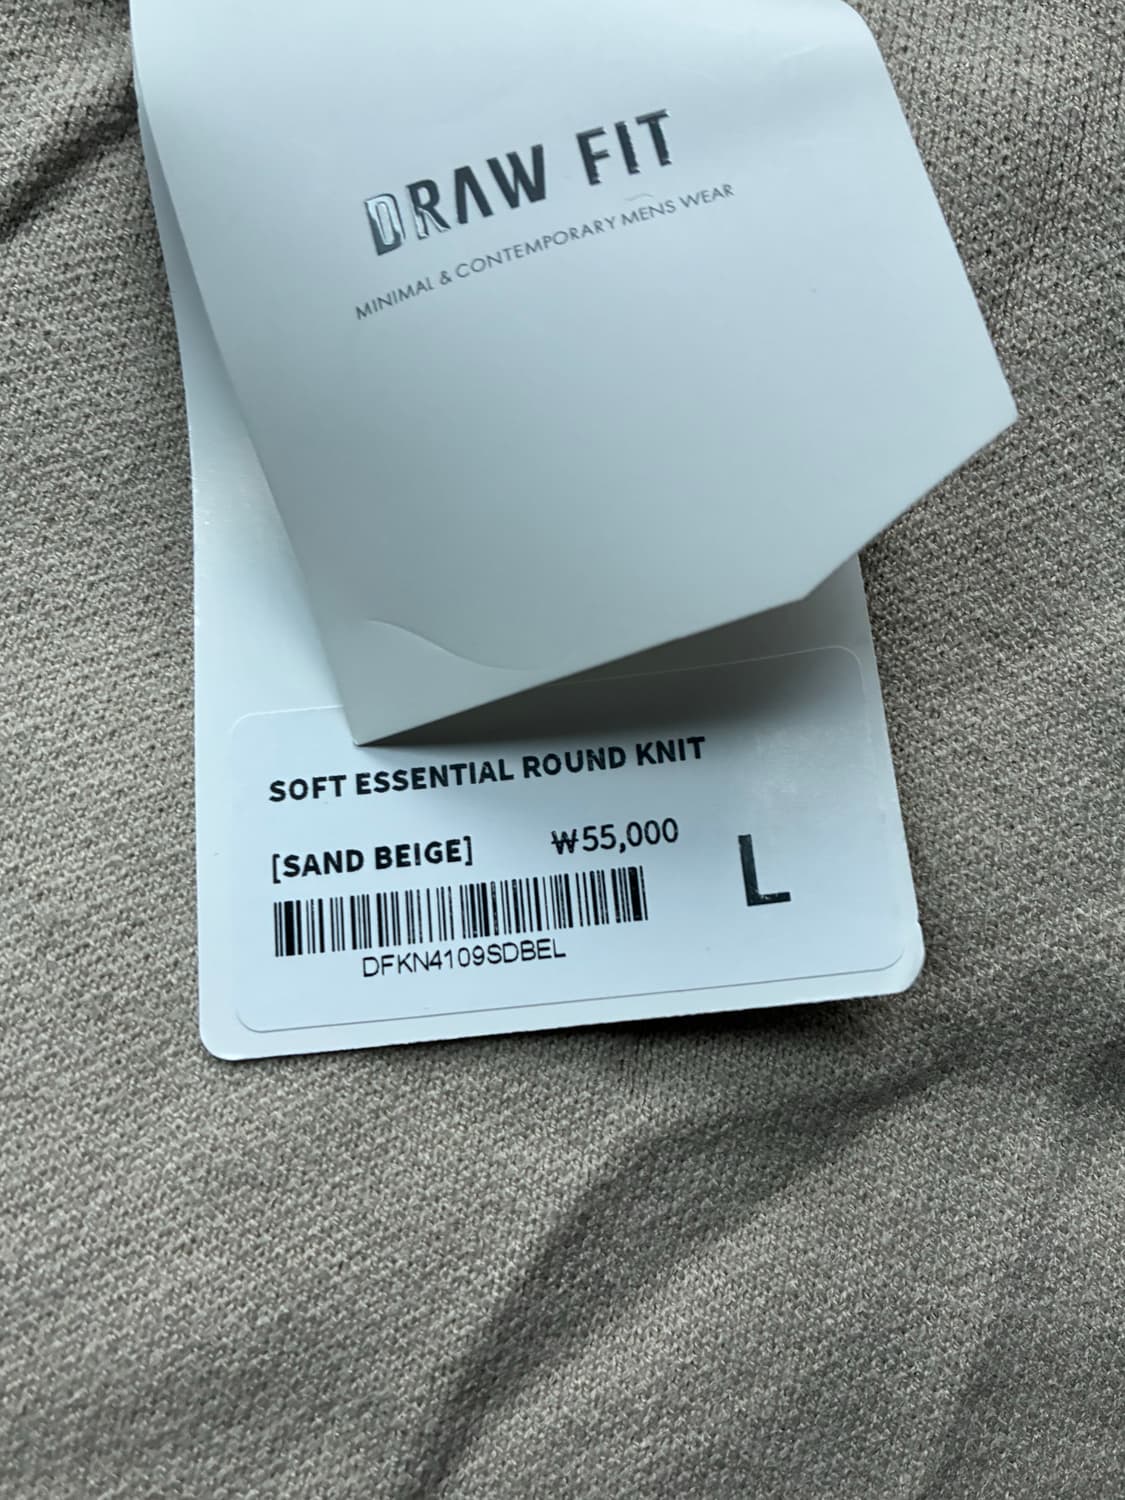 DRAW FIT
MINIMAL & CONTEMPORARY MENS WEAR
SOFT ESSENTIAL ROUND KNIT
[SAND BEIGE] ₩55,000
L
DFKN4109SDBEL